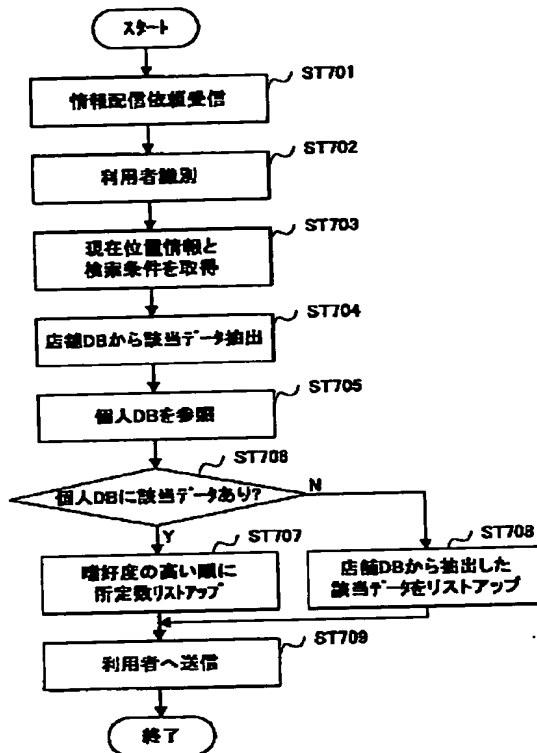 スタート
ST701
情報配信依頼受信
ST702
利用者識別
ST703
現在位置情報と
検索条件を取得
ST704
店舗DBから該当データ抽出
ST705
個人DBを参照
ST706
個人DBに該当データあり?
N
Y
ST707
嗜好度の高い順に
所定数リストアップ
ST708
店舗DBから抽出した
該当データをリストアップ
ST709
利用者へ送信
終了